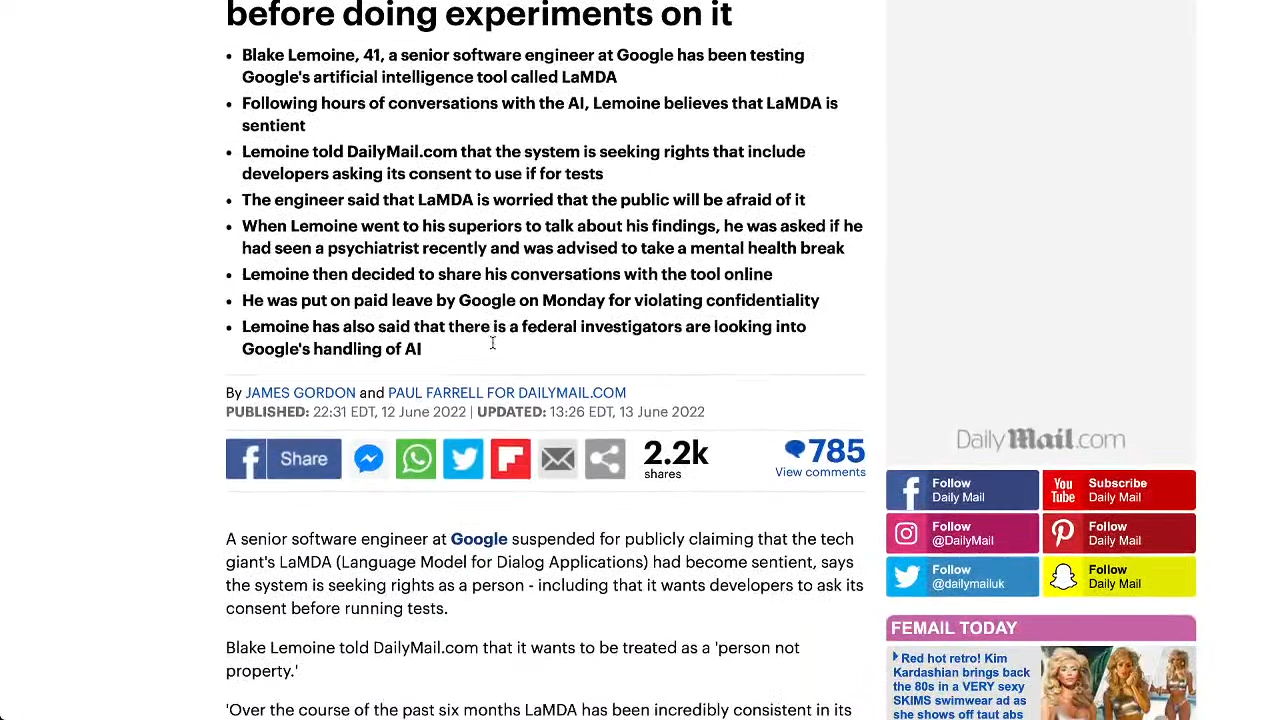 before doing experiments on it
• Blake Lemoine, 41, a senior software engineer at Google has been testing
Google's artificial intelligence tool called LaMDA
• Following hours of conversations with the AI, Lemoine believes that LaMDA is
sentient
• Lemoine told DailyMail.com that the system is seeking rights that include
developers asking its consent to use if for tests
• The engineer said that LaMDA is worried that the public will be afraid of it
• When Lemoine went to his superiors to talk about his findings, he was asked if he
had seen a psychiatrist recently and was advised to take a mental health break
• Lemoine then decided to share his conversations with the tool online
• He was put on paid leave by Google on Monday for violating confidentiality
• Lemoine has also said that there is a federal investigators are looking into
Google's handling of AI
By JAMES GORDON and PAUL FARRELL FOR DAILYMAIL.COM
PUBLISHED: 22:31 EDT, 12 June 2022 | UPDATED: 13:26 EDT, 13 June 2022
Share
2.2k
shares
785
View comments
A senior software engineer at Google suspended for publicly claiming that the tech
giant's LaMDA (Language Model for Dialog Applications) had become sentient, says
the system is seeking rights as a person - including that it wants developers to ask its
consent before running tests.
Blake Lemoine told DailyMail.com that it wants to be treated as a 'person not
property.'
'Over the course of the past six months LaMDA has been incredibly consistent in its
DailyMail.com
Follow
Daily Mail
You
Tube
Subscribe
Daily Mail
Follow
@DailyMail
Follow
Daily Mail
Follow
@dailymailuk
Follow
Daily Mail
FEMAIL TODAY
Red hot retro! Kim
Kardashian brings back
the 80s in a VERY sexy
SKIMS swimwear ad as
she shows off taut abs